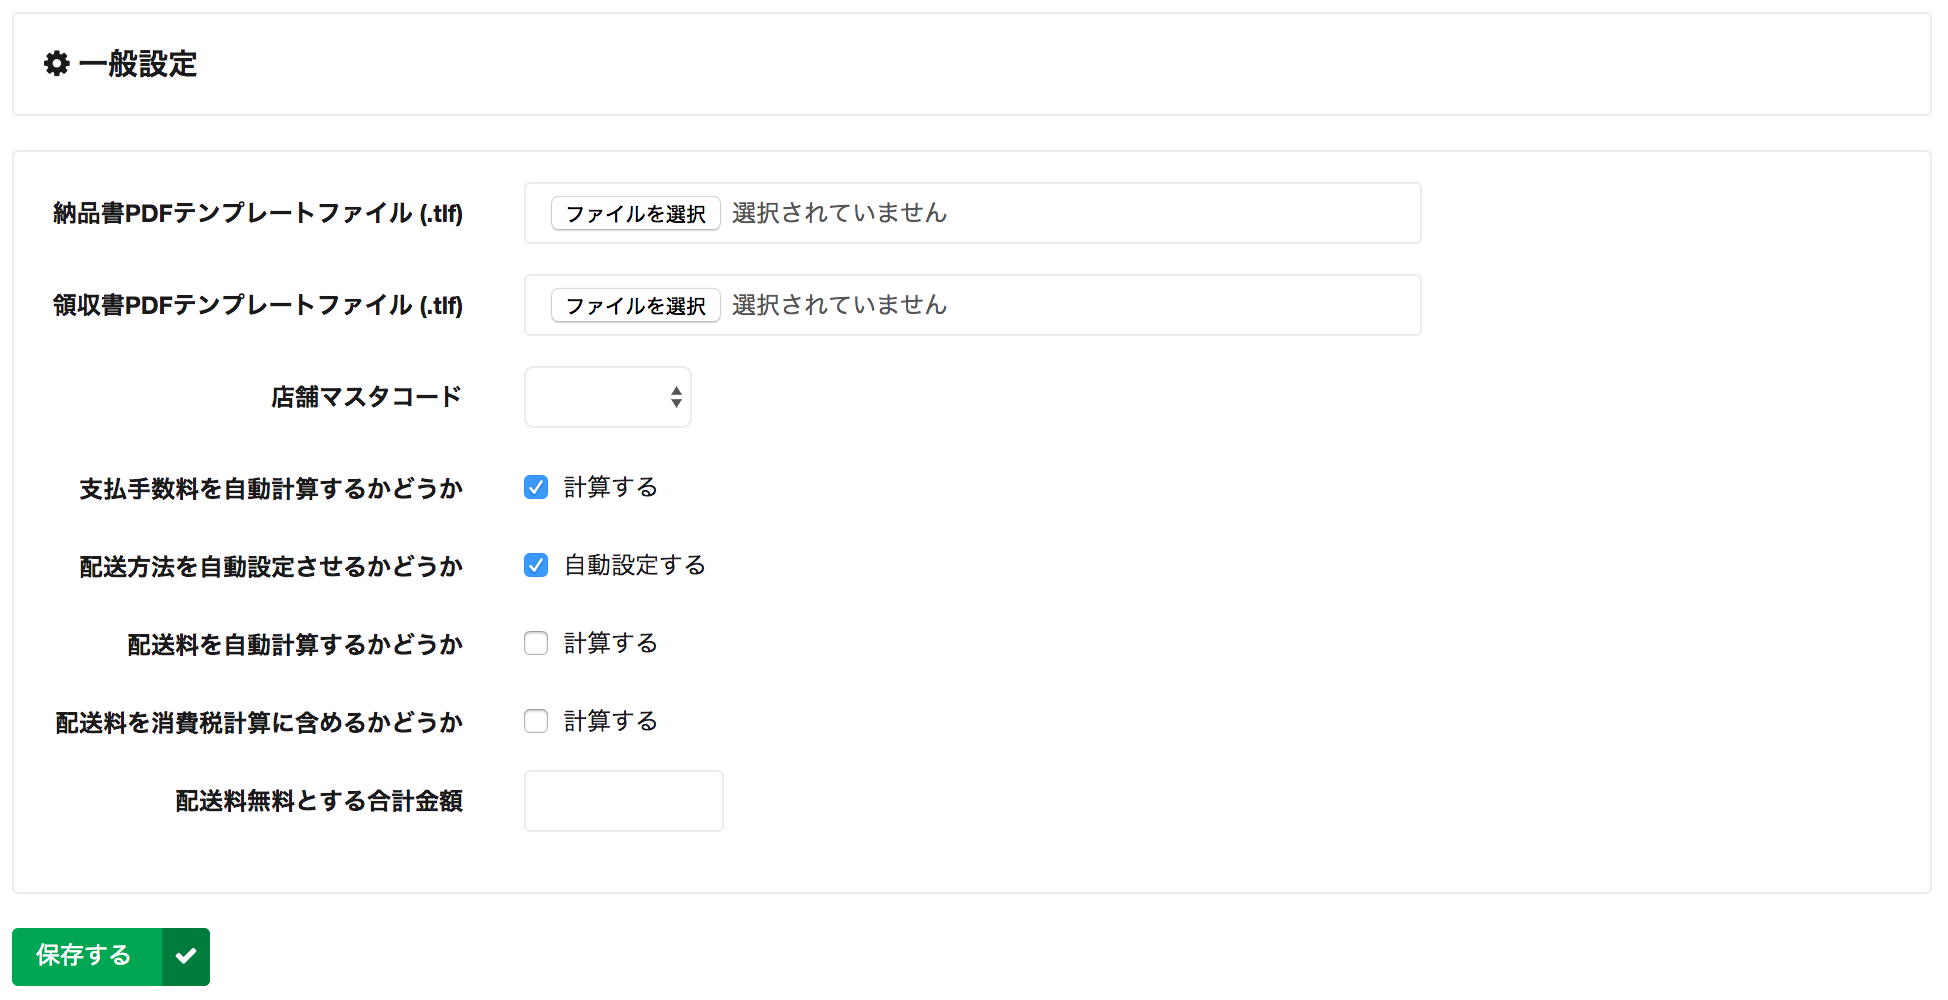 一般設定
納品書PDFテンプレートファイル (.tlf) ファイルを選択 選択されていません
領収書PDFテンプレートファイル (.tlf) ファイルを選択 選択されていません
店舗マスタコード
支払手数料を自動計算するかどうか 計算する
配送方法を自動設定させるかどうか 自動設定する
配送料を自動計算するかどうか 計算する
配送料を消費税計算に含めるかどうか 計算する
配送料無料とする合計金額
保存する